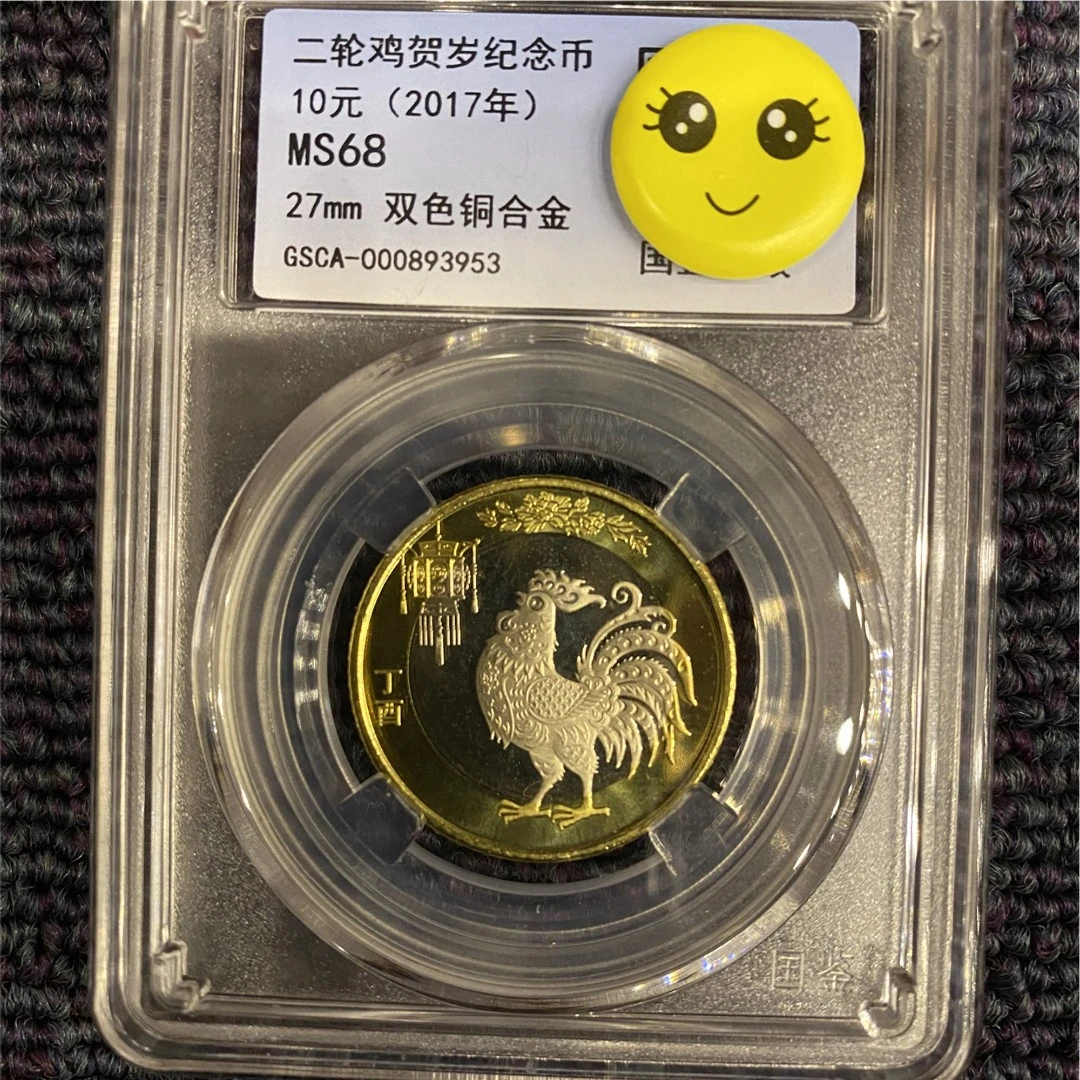 二轮鸡贺岁纪念币
10元（2017年）
MS68
27mm 双色铜合金
GSCA-000893953
国
丁
酉
国鉴